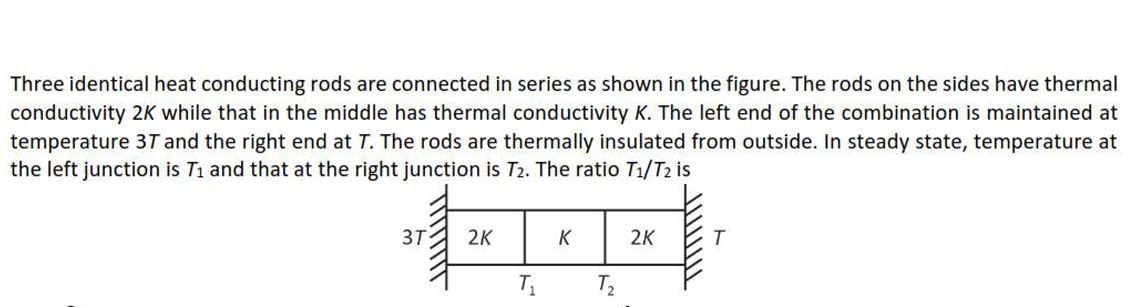 Three identical heat conducting rods are connected in series as shown in the figure. The rods on the sides have thermal
conductivity 2K while that in the middle has thermal conductivity K. The left end of the combination is maintained at
temperature 3T and the right end at T. The rods are thermally insulated from outside. In steady state, temperature at
the left junction is T₁ and that at the right junction is T₂. The ratio T₁/T₂ is
3T 2K K 2K T
T₁ T₂